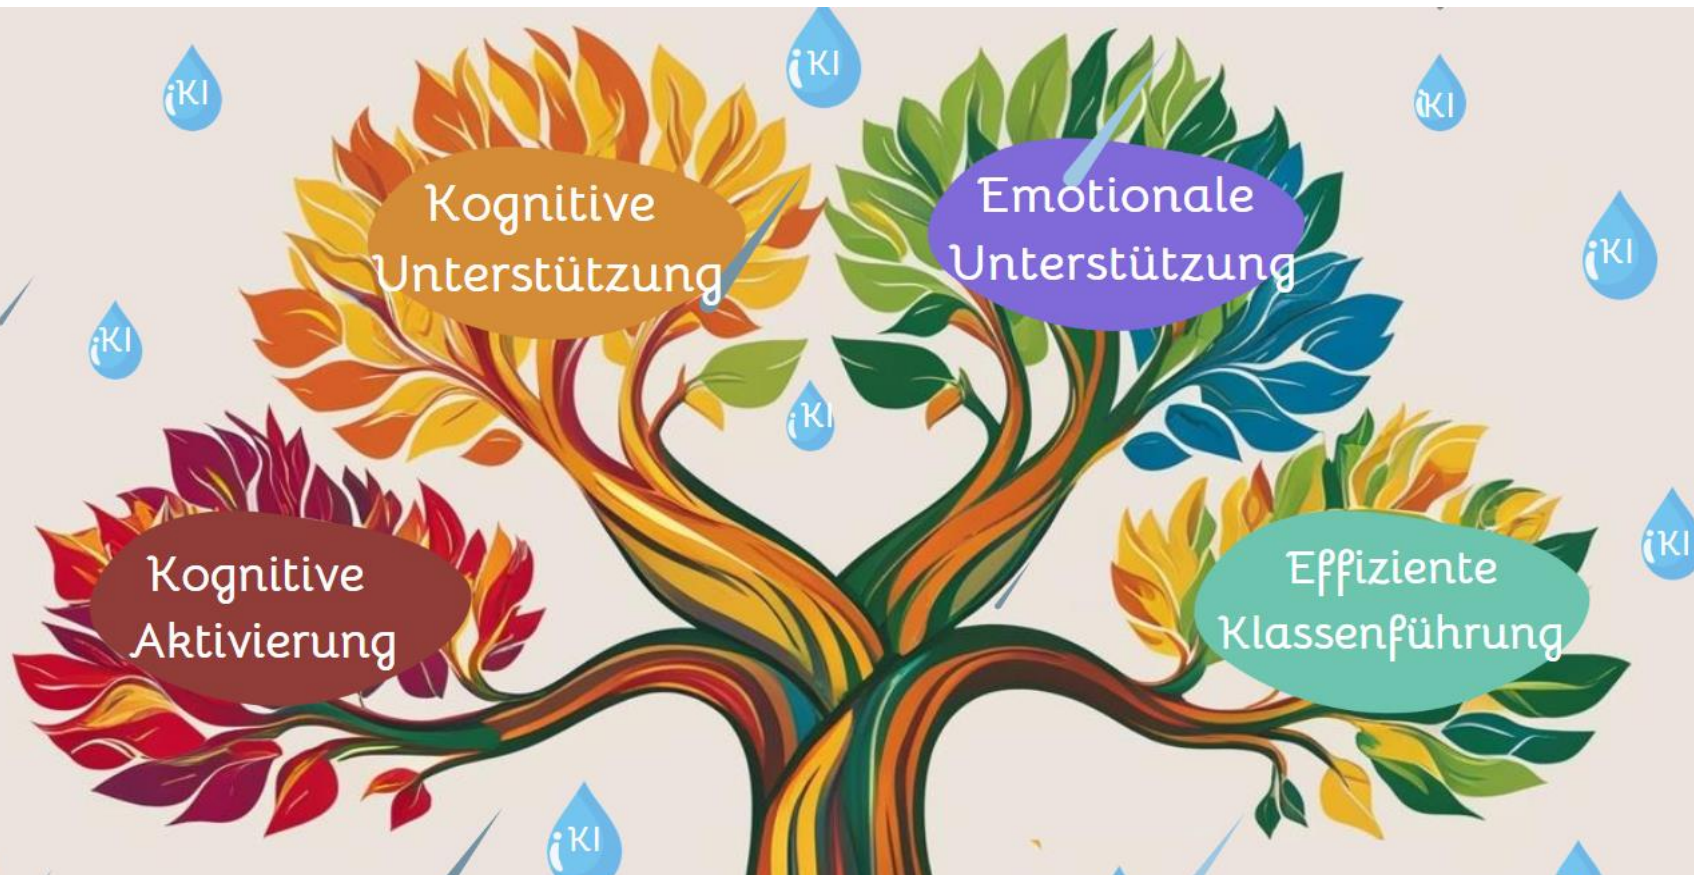 KI
KI
KI
Kognitive
Unterstützung
Emotionale
Unterstützung
KI
KI
KI
Kognitive
Aktivierung
Effiziente
Klassenführung
KI
KI